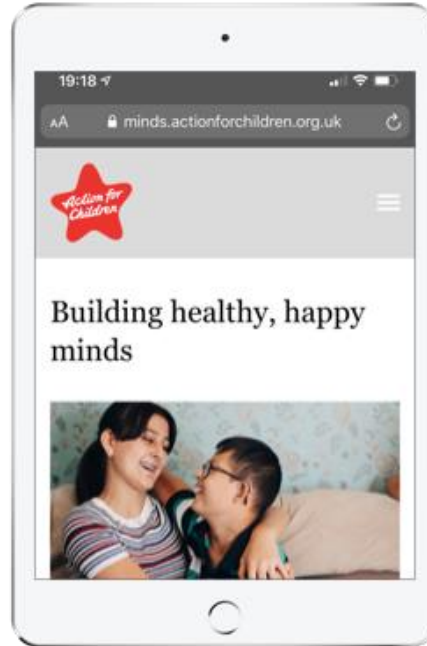 19:18
AA minds.actionforchildren.org.uk
Action for
Children
Building healthy, happy
minds